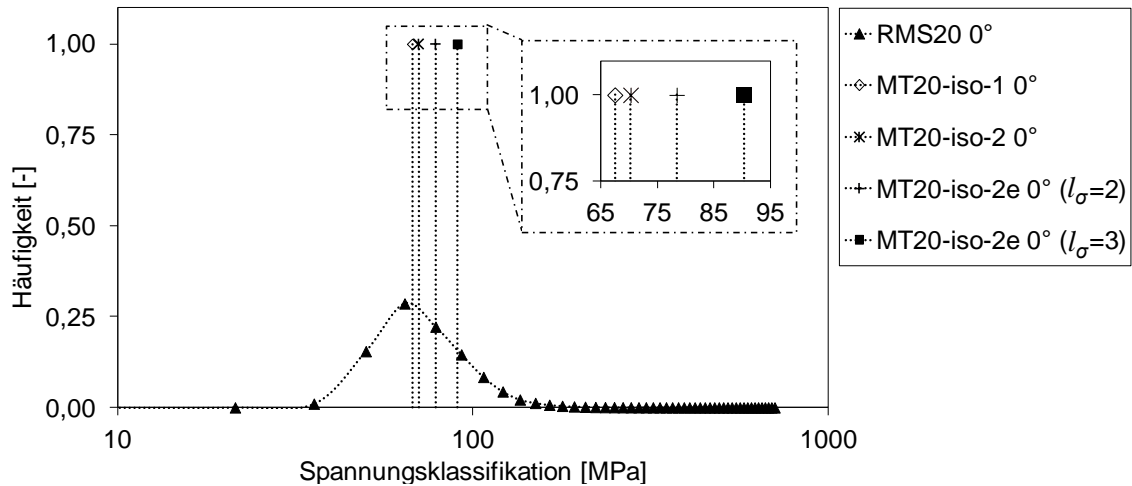 Häufigkeit [-]
1,00
0,75
0,50
0,25
0,00
10
100
1000
Spannungsklassifikation [MPa]
1,00
0,75
65
75
85
95
RMS20 0°
MT20-iso-1 0°
MT20-iso-2 0°
MT20-iso-2e 0° (lσ=2)
MT20-iso-2e 0° (lσ=3)